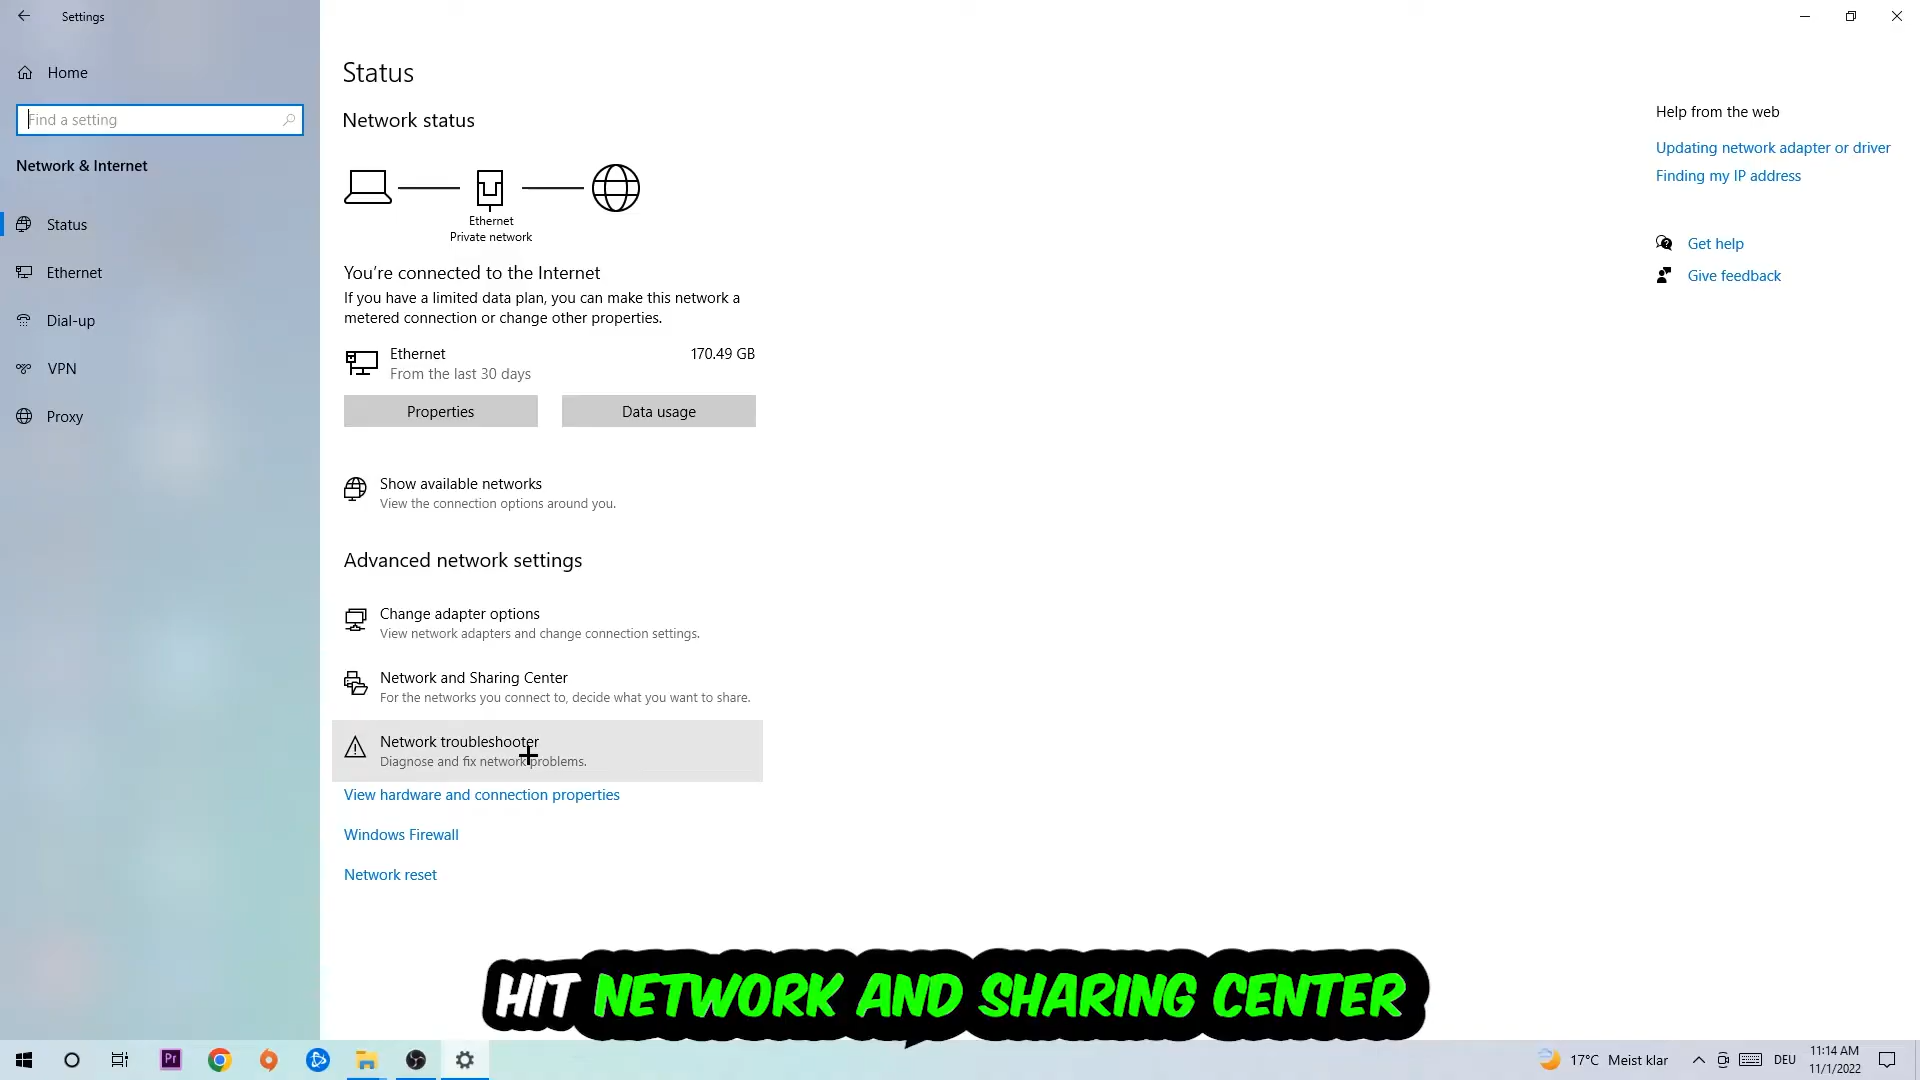 Settings
Home
Find a setting
Network & Internet
Status
Ethernet
Dial-up
VPN
Proxy
Status
Network status
Ethernet
Private network
You're connected to the Internet
If you have a limited data plan, you can make this network a
metered connection or change other properties.
Ethernet
170.49 GB
From the last 30 days
Properties
Data usage
Show available networks
View the connection options around you.
Advanced network settings
Change adapter options
View network adapters and change connection settings.
Network and Sharing Center
For the networks you connect to, decide what you want to share.
Network troubleshooter
Diagnose and fix network problems.
View hardware and connection properties
Windows Firewall
Network reset
Help from the web
Updating network adapter or driver
Finding my IP address
Get help
Give feedback
HIT NETWORK AND SHARING CENTER
Pr
17°C Meist klar
DEU
11:14 AM
11/1/2022